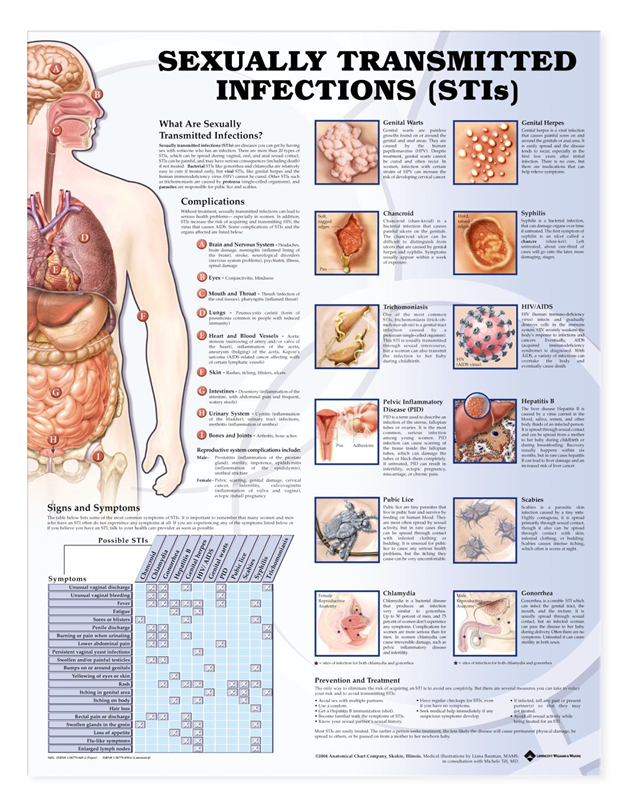 SEXUALLY TRANSMITTED
INFECTIONS (STIs)
What Are Sexually
Transmitted Infections?
Sexually transmitted infections (STIs) are diseases you can get by having
sex with someone who has an infection. There are more than 20 types of
STIs, which can be spread during vaginal, oral, and anal sexual contact.
STIs can be painful, and may have serious consequences (including death)
if not treated. Bacterial STIs like gonorrhea and chlamydia are relatively
easy to cure if treated early, but viral STIs, like genital herpes and the
human immunodeficiency virus (HIV) cannot be cured. Other STIs such
as trichomoniasis are caused by protozoa (single-celled organisms), and
parasites are responsible for pubic lice and scabies.
Complications
Without treatment, sexually transmitted infections can lead to
serious health problems— especially in women. In addition,
STIs increase the risk of acquiring and transmitting HIV, the
virus that causes AIDS. Some complications of STIs and the
organs affected are listed below:
A Brain and Nervous System - Headaches,
brain damage, meningitis (inflamed lining of
the brain), stroke, neurological disorders
(nervous system problems), psychiatric, illness,
spinal damage
B Eyes - Conjunctivitis, blindness
C Mouth and Throat - Thrush (infection of
the oral tissues), pharyngitis (inflamed throat)
D Lungs - Pneumocystis carinii (form of
pneumonia common in people with reduced
immunity)
E Heart and Blood Vessels - Aortic
stenosis (narrowing of artery and/or valve of
the heart), inflammation of the aorta,
aneurysm (bulging) of the aorta, Kaposi's
sarcoma (AIDS-related cancer affecting walls
of certain lymphatic vessels)
F Skin - Rashes, itching, blisters, ulcers
G Intestines - Dysentery (inflammation of the
intestine, with abdominal pain and frequent,
watery stools)
H Urinary System - Cystitis (inflammation
of the bladder), urinary tract infections,
urethritis (inflammation of urethra)
I Bones and Joints - Arthritis, bone aches
Reproductive system complications include:
Male- Prostatitis (inflammation of the prostate
gland), sterility, impotence, epididymitis
(inflammation of the epididymis),
urethral stricture
Female- Pelvic scarring, genital damage, cervical
cancer, infertility, vulvovaginitis
(inflammation of vulva and vagina),
ectopic (tubal) pregnancy
Signs and Symptoms
The table below lists some of the most common symptoms of STIs. It is important to remember that many women and men
who have an STI often do not experience any symptoms at all. If you are experiencing any of the symptoms listed below or
if you believe you have an STI, talk to your health care provider as soon as possible.
Possible STIs
Chancroid
Chlamydia
Gonorrhea
Hepatitis B
Genital herpes
HIV/AIDS
Genital warts
PID
Pubic Lice
Scabies
Syphilis
Trichomoniasis
Symptoms
Unusual vaginal discharge
Unusual vaginal bleeding
Fever
Fatigue
Sores or blisters
Penile discharge
Burning or pain when urinating
Lower abdominal pain
Persistent vaginal yeast infections
Swollen and/or painful testicles
Bumps on or around genitals
Yellowing of eyes or skin
Rash
Itching in genital area
Itching on body
Hair loss
Rectal pain or discharge
Swollen glands in the groin
Loss of appetite
Flu-like symptoms
Enlarged lymph nodes
Genital Warts
Genital warts are painless
growths found on or around the
genital and anal areas. They are
caused by the human
papillomavirus (HPV). Despite
treatment, genital warts cannot
be cured and often recur. In
women, infection with certain
strains of HPV can increase the
risk of developing cervical cancer.
Genital Herpes
Genital herpes is a viral infection
that causes painful sores on and
around the genitals or anal area. It
is easily spread and the disease
tends to recur, especially in the
first few years after initial
infection. There is no cure, but
there are medications that can
help relieve symptoms.
Soft,
ragged
edges
Pus
Chancroid
Chancroid (shan-kroid) is a
bacterial infection that causes
painful ulcers on the genitals.
The chancroid ulcer can be
difficult to distinguish from
ulcers that are caused by genital
herpes and syphilis. Symptoms
usually appear within a week
of exposure.
Hard,
raised
edges
Syphilis
Syphilis is a bacterial infection,
that can damage organs over time
if untreated. The first symptom of
syphilis is an ulcer called a
chancre (shan-ker). Left
untreated, about one-third of
cases will go onto the later, more
damaging, stages.
Trichomoniasis
One of the most common
STIs, trichomoniasis
is a genital tract
infection caused by a
protozoan (single-celled organism).
This STI is usually transmitted
through sexual intercourse,
but a woman can also transmit
the infection to her baby
during childbirth.
HIV
(AIDS virus)
HIV/AIDS
HIV (human immuno-deficiency
virus) infects and gradually
destroys cells in the immune
system. HIV severely weakens the
body's response to infections and
cancers. Eventually, AIDS
(acquired immuno-deficiency
syndrome) is diagnosed. With
AIDS, a variety of infections can
overtake the body and
eventually cause death.
Pus Adhesions
Pelvic Inflammatory
Disease (PID)
PID is a term used to describe an
infection of the uterus, fallopian
tubes or ovaries. It is the most
common, serious infection
among young women. PID
infection can cause scarring of
the tissue inside the fallopian
tubes, which can damage the
tubes or block them completely.
If untreated, PID can result in
infertility, ectopic pregnancy,
miscarriage, or chronic pain.
Hepatitis B
The liver disease Hepatitis B is
caused by a virus carried in the
blood, saliva, semen, and other
body fluids of an infected person.
It is spread through sexual contact
and can be spread from a mother
to her baby during childbirth or
during breastfeeding. Recovery
usually happens within six
months, but in rare cases hepatitis
B can lead to liver damage and an
increased risk of liver cancer.
Pubic Lice
Pubic Lice are tiny parasites that
live in pubic hair and survive by
feeding on human blood. They
are most often spread by sexual
activity, but in rare cases they
can be spread through contact
with infested clothing or
bedding. It is unusual for pubic
lice to cause any serious health
problems, but the itching they
cause can be very uncomfortable.
Scabies
Scabies is a parasitic skin
infection caused by a tiny mite.
Highly contagious, it is spread
primarily through sexual contact,
though it also can be spread
through contact with skin,
infested clothing, or bedding.
Scabies causes intense itching,
which often is worse at night.
Female
Reproductive
Anatomy
Chlamydia
Chlamydia is a bacterial disease
that produces an infection
very similar to gonorrhea.
Up to 50 percent of men, and 75
percent of women don't experience
any symptoms. Complications for
women are more serious than for
men. In women chlamydia can
cause irreversible damage, such as
pelvic inflammatory disease
and infertility.
= sites of infection for both chlamydia and gonorrhea
Male
Reproductive
Anatomy
Gonorrhea
Gonorrhea, is a curable STI which
can infect the genital tract, the
mouth, and the rectum. It is
usually spread through sexual
contact, but an infected woman
can pass the disease to her baby
during delivery. Often there are no
symptoms. Untreated it can cause
sterility in both sexes.
= sites of infection for both chlamydia and gonorrhea
Prevention and Treatment
The only way to eliminate the risk of acquiring an STI is to avoid sex completely. But there are several measures you can take to reduce
your risk and to avoid transmitting STIs:
• Avoid sex with multiple partners.
• Use a condom.
• Get a Hepatitis B immunization (shot).
• Become familiar with the symptoms of STIs.
• Know your sexual partner's sexual history.
• Have regular checkups for STIs, even
if you have no symptoms.
• Seek medical help immediately if any
suspicious symptoms develop.
• If infected, tell any past or present
partner(s) so that they may
get treated.
• Avoid all sexual activity while
being treated for an STI.
Most STIs are easily treated. The earlier a person seeks treatment, the less likely the disease will cause permanent physical damage, be
spread to others, or be passed on from a mother to her newborn baby.
©2004 Anatomical Chart Company, Skokie, Illinois, Medical illustrations by Liana Bauman, MAMS,
in consultation with Michele Till, MD
LIPPINCOTT WILLIAMS & WILKINS